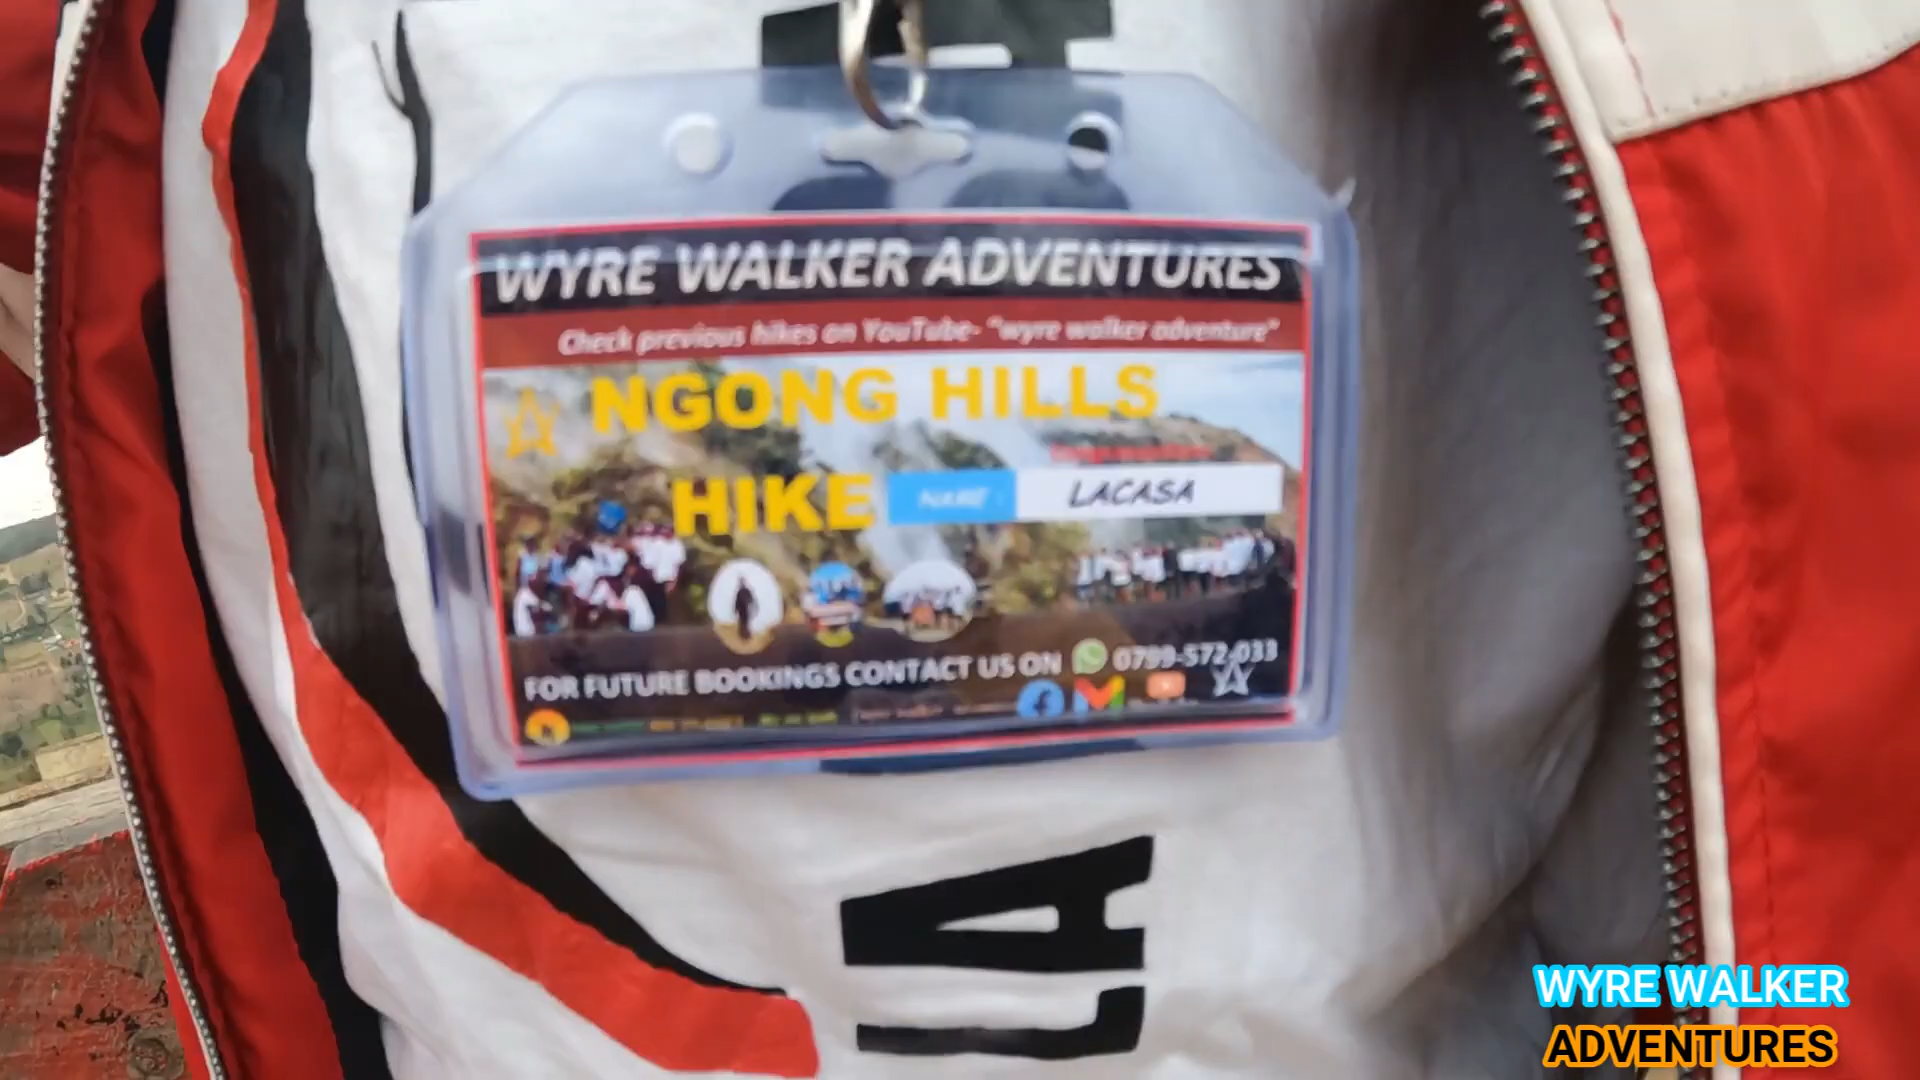 WYRE WALKER ADVENTURES
Check previous hikes on YouTube- "wyre walker adventure"
NGONG HILLS
HIKE
NAME :
LACASA
FOR FUTURE BOOKINGS CONTACT US ON 0799-572-033
LA
WYRE WALKER
ADVENTURES